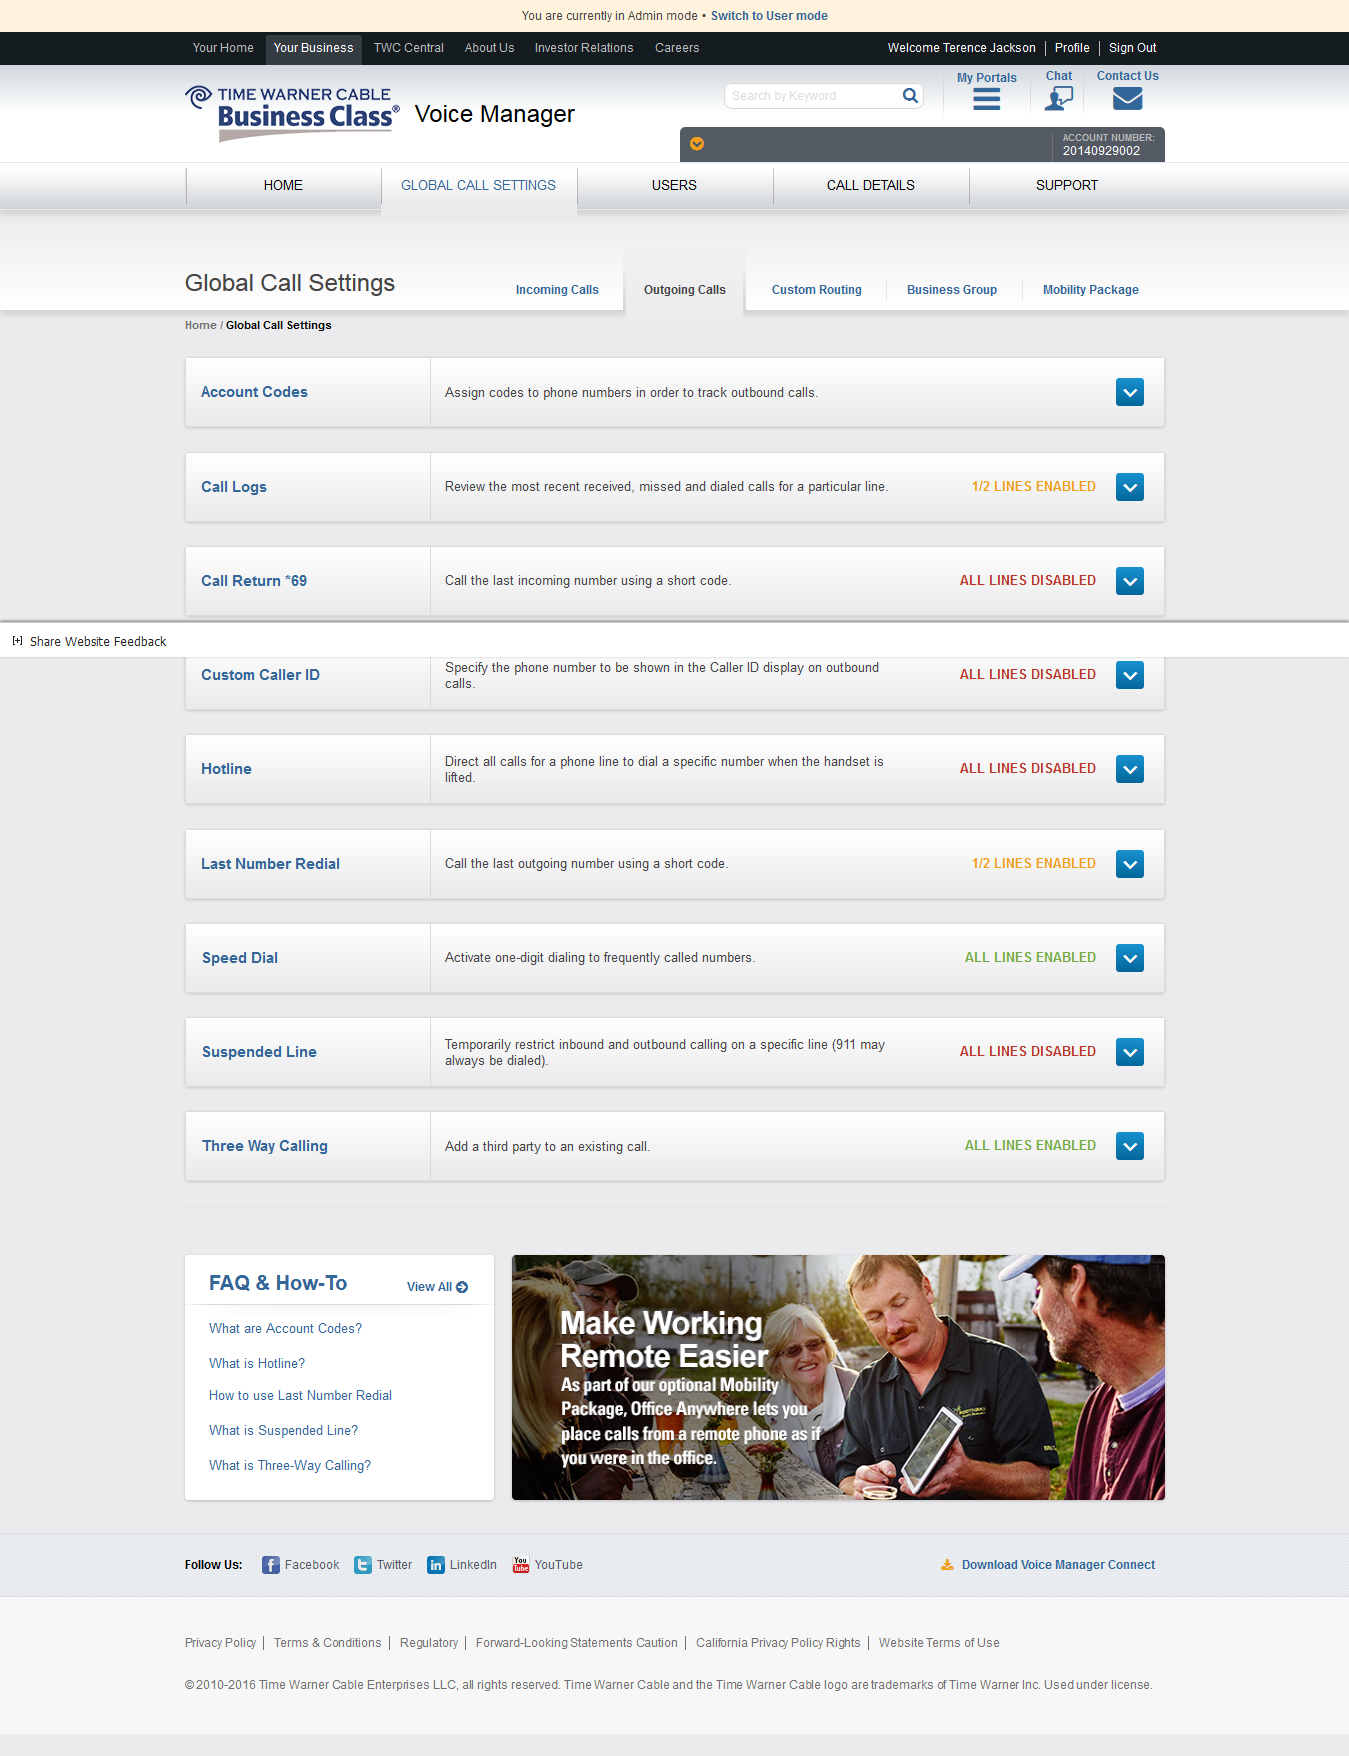 You are currently in Admin mode • Switch to User mode
Your Home Your Business TWC Central About Us Investor Relations Careers Welcome Terence Jackson Profile Sign Out
TIME WARNER CABLE
Business Class®
Voice Manager
Search by Keyword
My Portals Chat Contact Us
ACCOUNT NUMBER:
20140929002
HOME GLOBAL CALL SETTINGS USERS CALL DETAILS SUPPORT
Global Call Settings
Incoming Calls Outgoing Calls Custom Routing Business Group Mobility Package
Home / Global Call Settings
Account Codes Assign codes to phone numbers in order to track outbound calls.
Call Logs Review the most recent received, missed and dialed calls for a particular line. 1/2 LINES ENABLED
Call Return *69 Call the last incoming number using a short code. ALL LINES DISABLED
[+] Share Website Feedback
Custom Caller ID Specify the phone number to be shown in the Caller ID display on outbound
calls. ALL LINES DISABLED
Hotline Direct all calls for a phone line to dial a specific number when the handset is
lifted. ALL LINES DISABLED
Last Number Redial Call the last outgoing number using a short code. 1/2 LINES ENABLED
Speed Dial Activate one-digit dialing to frequently called numbers. ALL LINES ENABLED
Suspended Line Temporarily restrict inbound and outbound calling on a specific line (911 may
always be dialed). ALL LINES DISABLED
Three Way Calling Add a third party to an existing call. ALL LINES ENABLED
FAQ & How-To View All
What are Account Codes?
What is Hotline?
How to use Last Number Redial
What is Suspended Line?
What is Three-Way Calling?
Make Working
Remote Easier
As part of our optional Mobility
Package, Office Anywhere lets you
place calls from a remote phone as if
you were in the office.
Follow Us: Facebook Twitter LinkedIn You Tube YouTube Download Voice Manager Connect
Privacy Policy Terms & Conditions Regulatory Forward-Looking Statements Caution California Privacy Policy Rights Website Terms of Use
© 2010-2016 Time Warner Cable Enterprises LLC, all rights reserved. Time Warner Cable and the Time Warner Cable logo are trademarks of Time Warner Inc. Used under license.